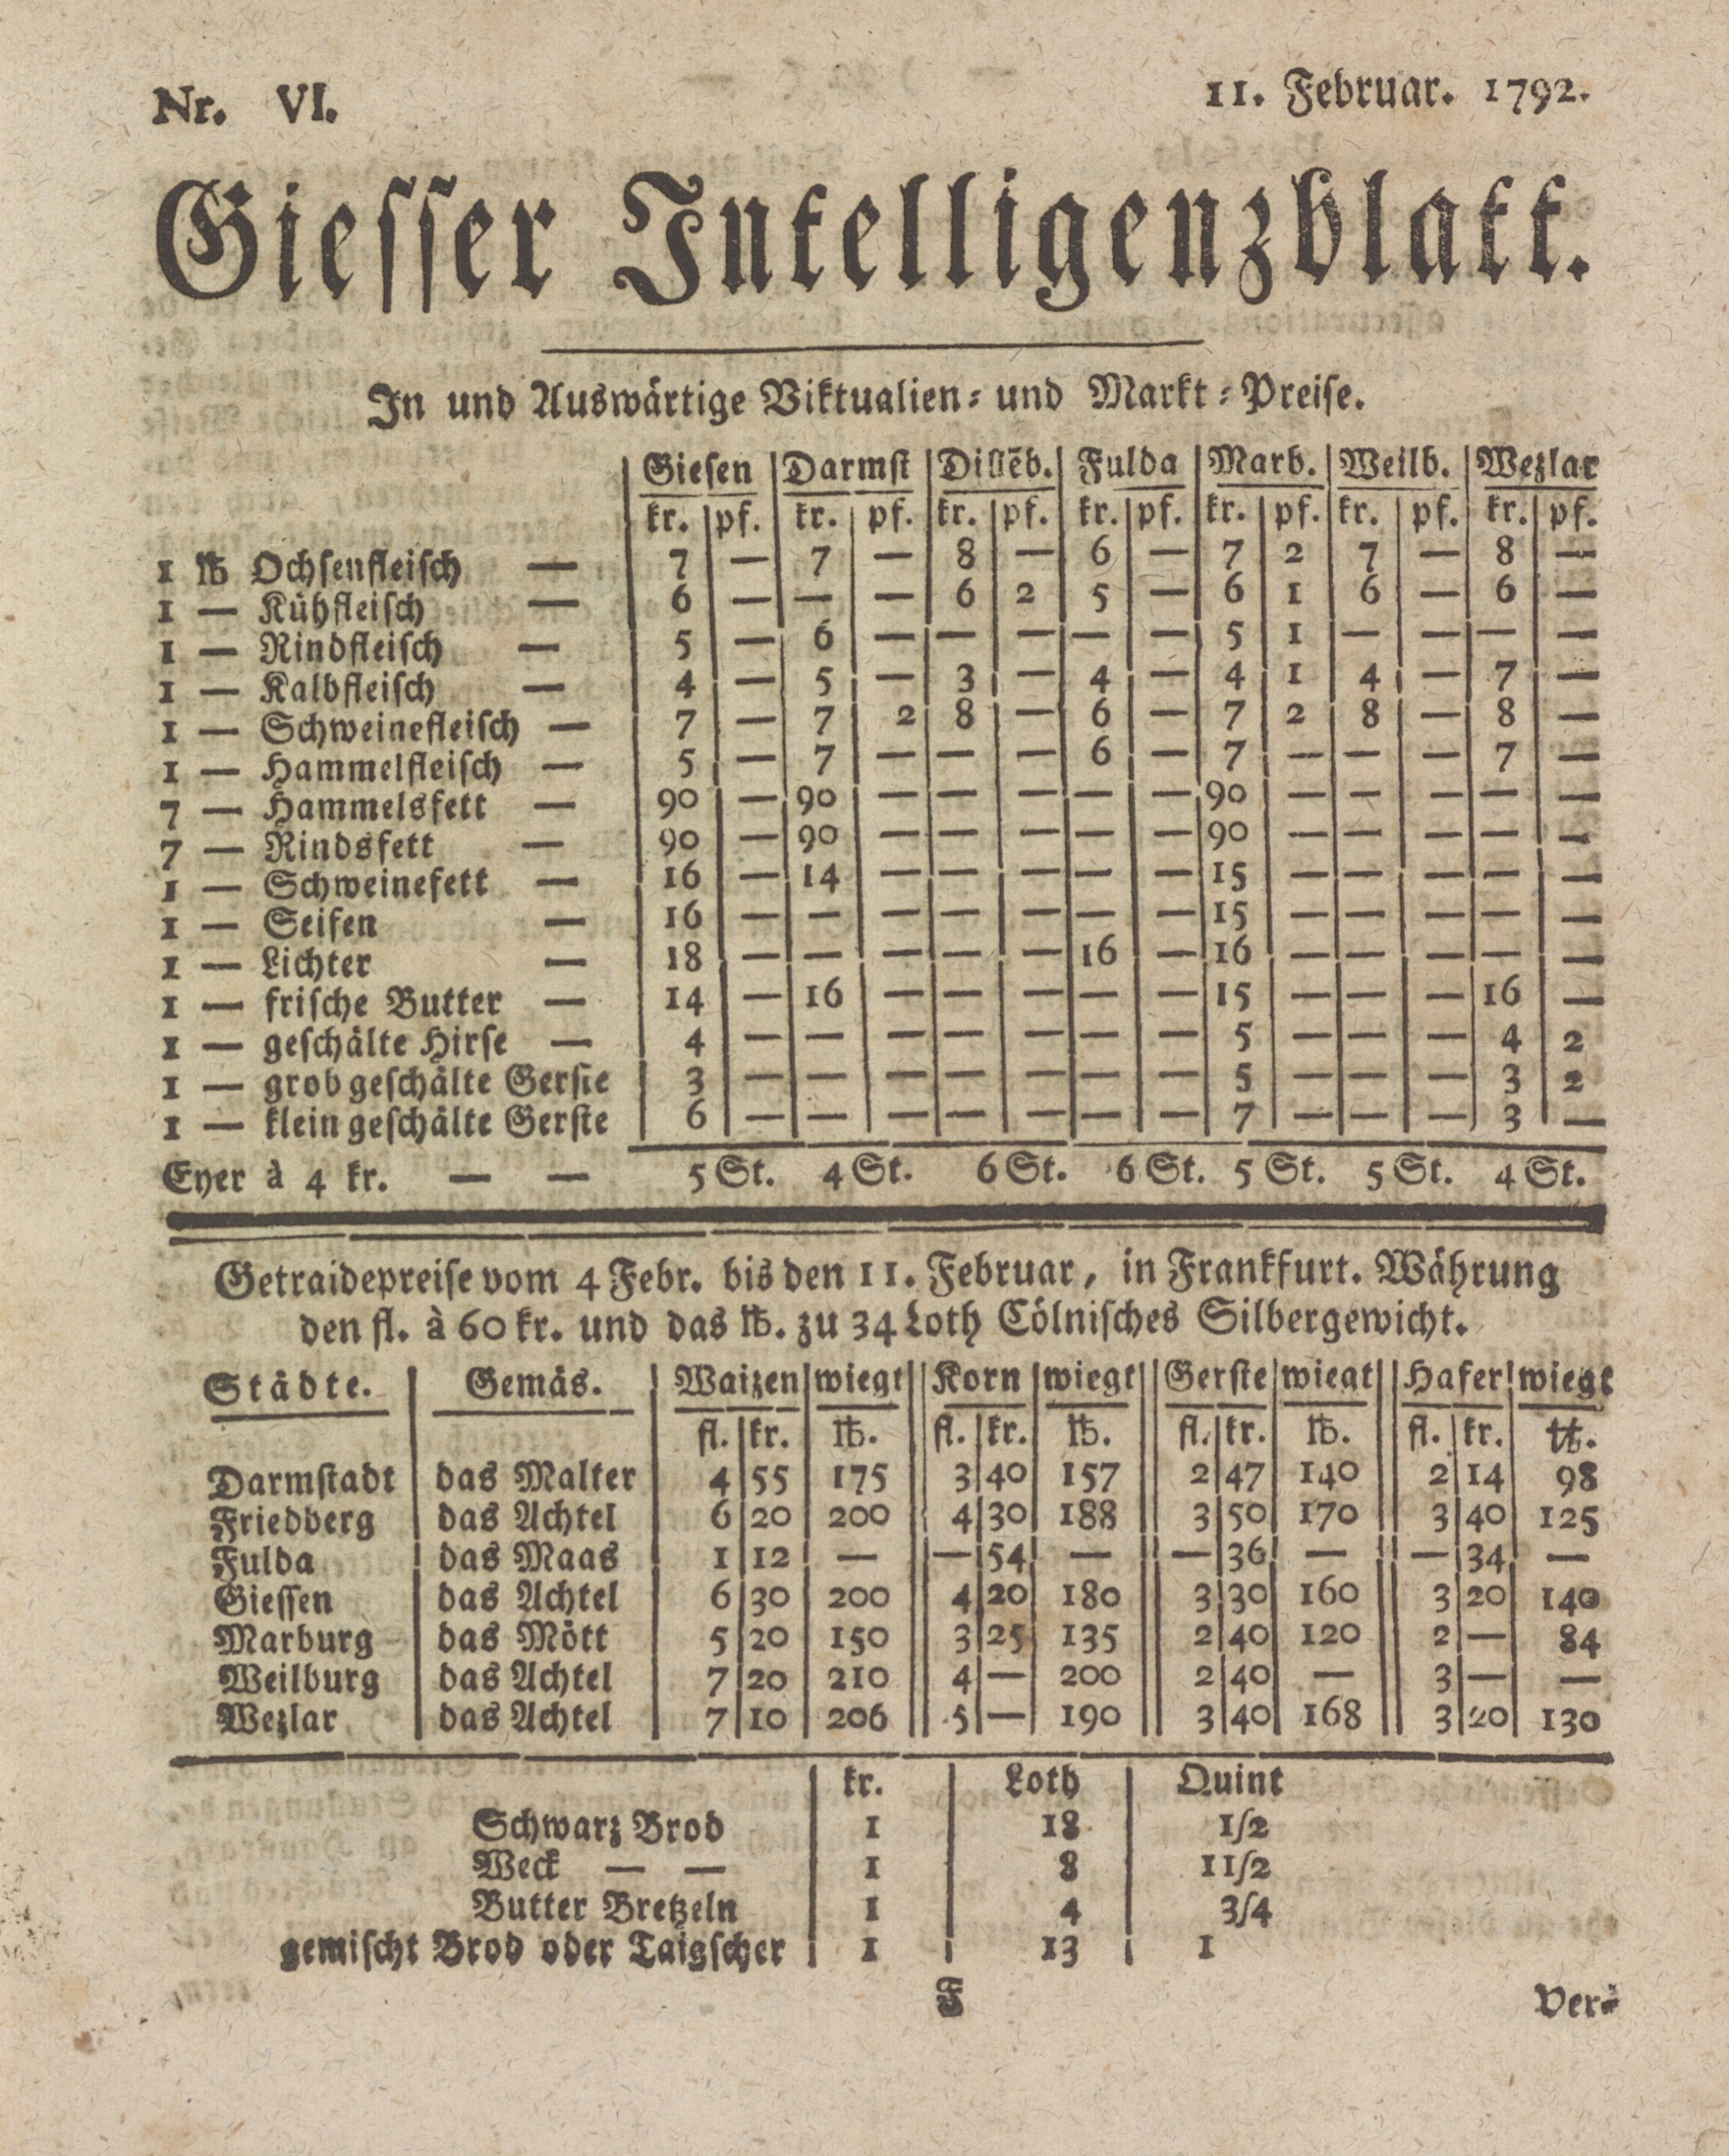 Nr. VI. 11. Februar. 1792.
Giesser Intelligenzblatt.
In und Auswärtige Viktualien- und Markt-Preise.
Giesen | Darmst | Dillēb. | Fulda | Marb. | Weilb. | Wezlar
kr. | pf. | kr. | pf. | kr. | pf. | kr. | pf. | kr. | pf. | kr. | pf. | kr. | pf.
1 ℔ Ochsenfleisch — 7 | — | 7 | — | 8 | — | 6 | — | 7 | 2 | 7 | — | 8 | —
1 — Kühfleisch — 6 | — | — | — | 6 | 2 | 5 | — | 6 | 1 | 6 | — | 6 | —
1 — Rindfleisch — 5 | — | 6 | — | — | — | — | — | 5 | 1 | — | — | — | —
1 — Kalbfleisch — 4 | — | 5 | — | 3 | — | 4 | — | 4 | 1 | 4 | — | 7 | —
1 — Schweinefleisch — 7 | — | 7 | 2 | 8 | — | 6 | — | 7 | 2 | 8 | — | 8 | —
1 — Hammelfleisch — 5 | — | 7 | — | — | — | 6 | — | 7 | — | — | — | 7 | —
7 — Hammelsfett — 90 | — | 90 | — | — | — | — | — | 90 | — | — | — | — | —
7 — Rindsfett — 90 | — | 90 | — | — | — | — | — | 90 | — | — | — | — | —
1 — Schweinefett — 16 | — | 14 | — | — | — | — | — | 15 | — | — | — | — | —
1 — Seifen — 16 | — | — | — | — | — | — | — | 15 | — | — | — | — | —
1 — Lichter — 18 | — | — | — | — | — | 16 | — | 16 | — | — | — | — | —
1 — frische Butter — 14 | — | 16 | — | — | — | — | — | 15 | — | — | — | 16 | —
1 — geschälte Hirse — 4 | — | — | — | — | — | — | — | 5 | — | — | — | 4 | 2
1 — grob geschälte Gerste 3 | — | — | — | — | — | — | — | 5 | — | — | — | 3 | 2
1 — klein geschälte Gerste 6 | — | — | — | — | — | — | — | 7 | — | — | — | 3 | —
Eyer à 4 kr. — — 5 St. 4 St. 6 St. 6 St. 5 St. 5 St. 4 St.
Getraidepreise vom 4 Febr. bis den 11. Februar, in Frankfurt. Währung
den fl. à 60 kr. und das ℔. zu 34 Loth Cölnisches Silbergewicht.
Städte. | Gemäs. | Waizen | wiegt || Korn | wiegt || Gerste | wiegt || Hafer | wiegt
fl. | kr. | ℔. || fl. | kr. | ℔. || fl. | kr. | ℔. || fl. | kr. | ℔.
Darmstadt | das Malter | 4 | 55 | 175 || 3 | 40 | 157 || 2 | 47 | 140 || 2 | 14 | 98
Friedberg | das Achtel | 6 | 20 | 200 || 4 | 30 | 188 || 3 | 50 | 170 || 3 | 40 | 125
Fulda | das Maas | 1 | 12 | — || — | 54 | — || — | 36 | — || — | 34 | —
Giessen | das Achtel | 6 | 30 | 200 || 4 | 20 | 180 || 3 | 30 | 160 || 3 | 20 | 140
Marburg | das Mött | 5 | 20 | 150 || 3 | 25 | 135 || 2 | 40 | 120 || 2 | — | 84
Weilburg | das Achtel | 7 | 20 | 210 || 4 | — | 200 || 2 | 40 | — || 3 | — | —
Wezlar | das Achtel | 7 | 10 | 206 || 5 | — | 190 || 3 | 40 | 168 || 3 | 20 | 130
kr. | Loth | Quint
Schwarz Brod | 1 | 18 | 1/2
Weck — — | 1 | 8 | 11/2
Butter Bretzeln | 1 | 4 | 3/4
gemischt Brod oder Taigscher | 1 | 13 | 1
F Ver-